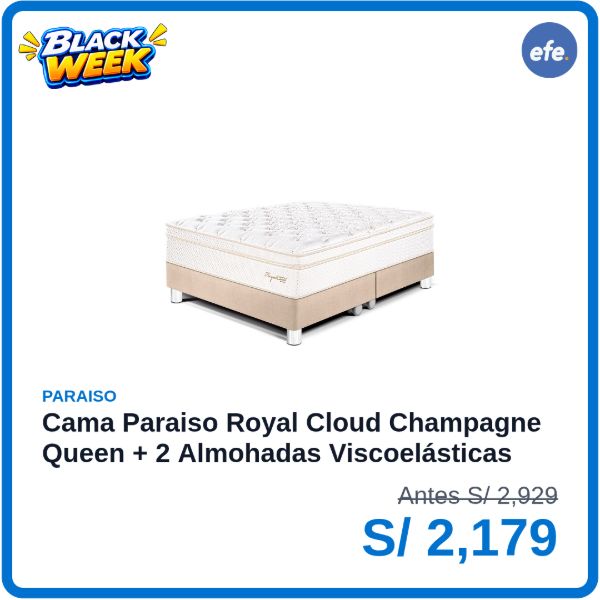 BLACK
WEEK
efe.
PARAISO
Cama Paraiso Royal Cloud Champagne
Queen + 2 Almohadas Viscoelásticas
Antes S/ 2,929
S/ 2,179